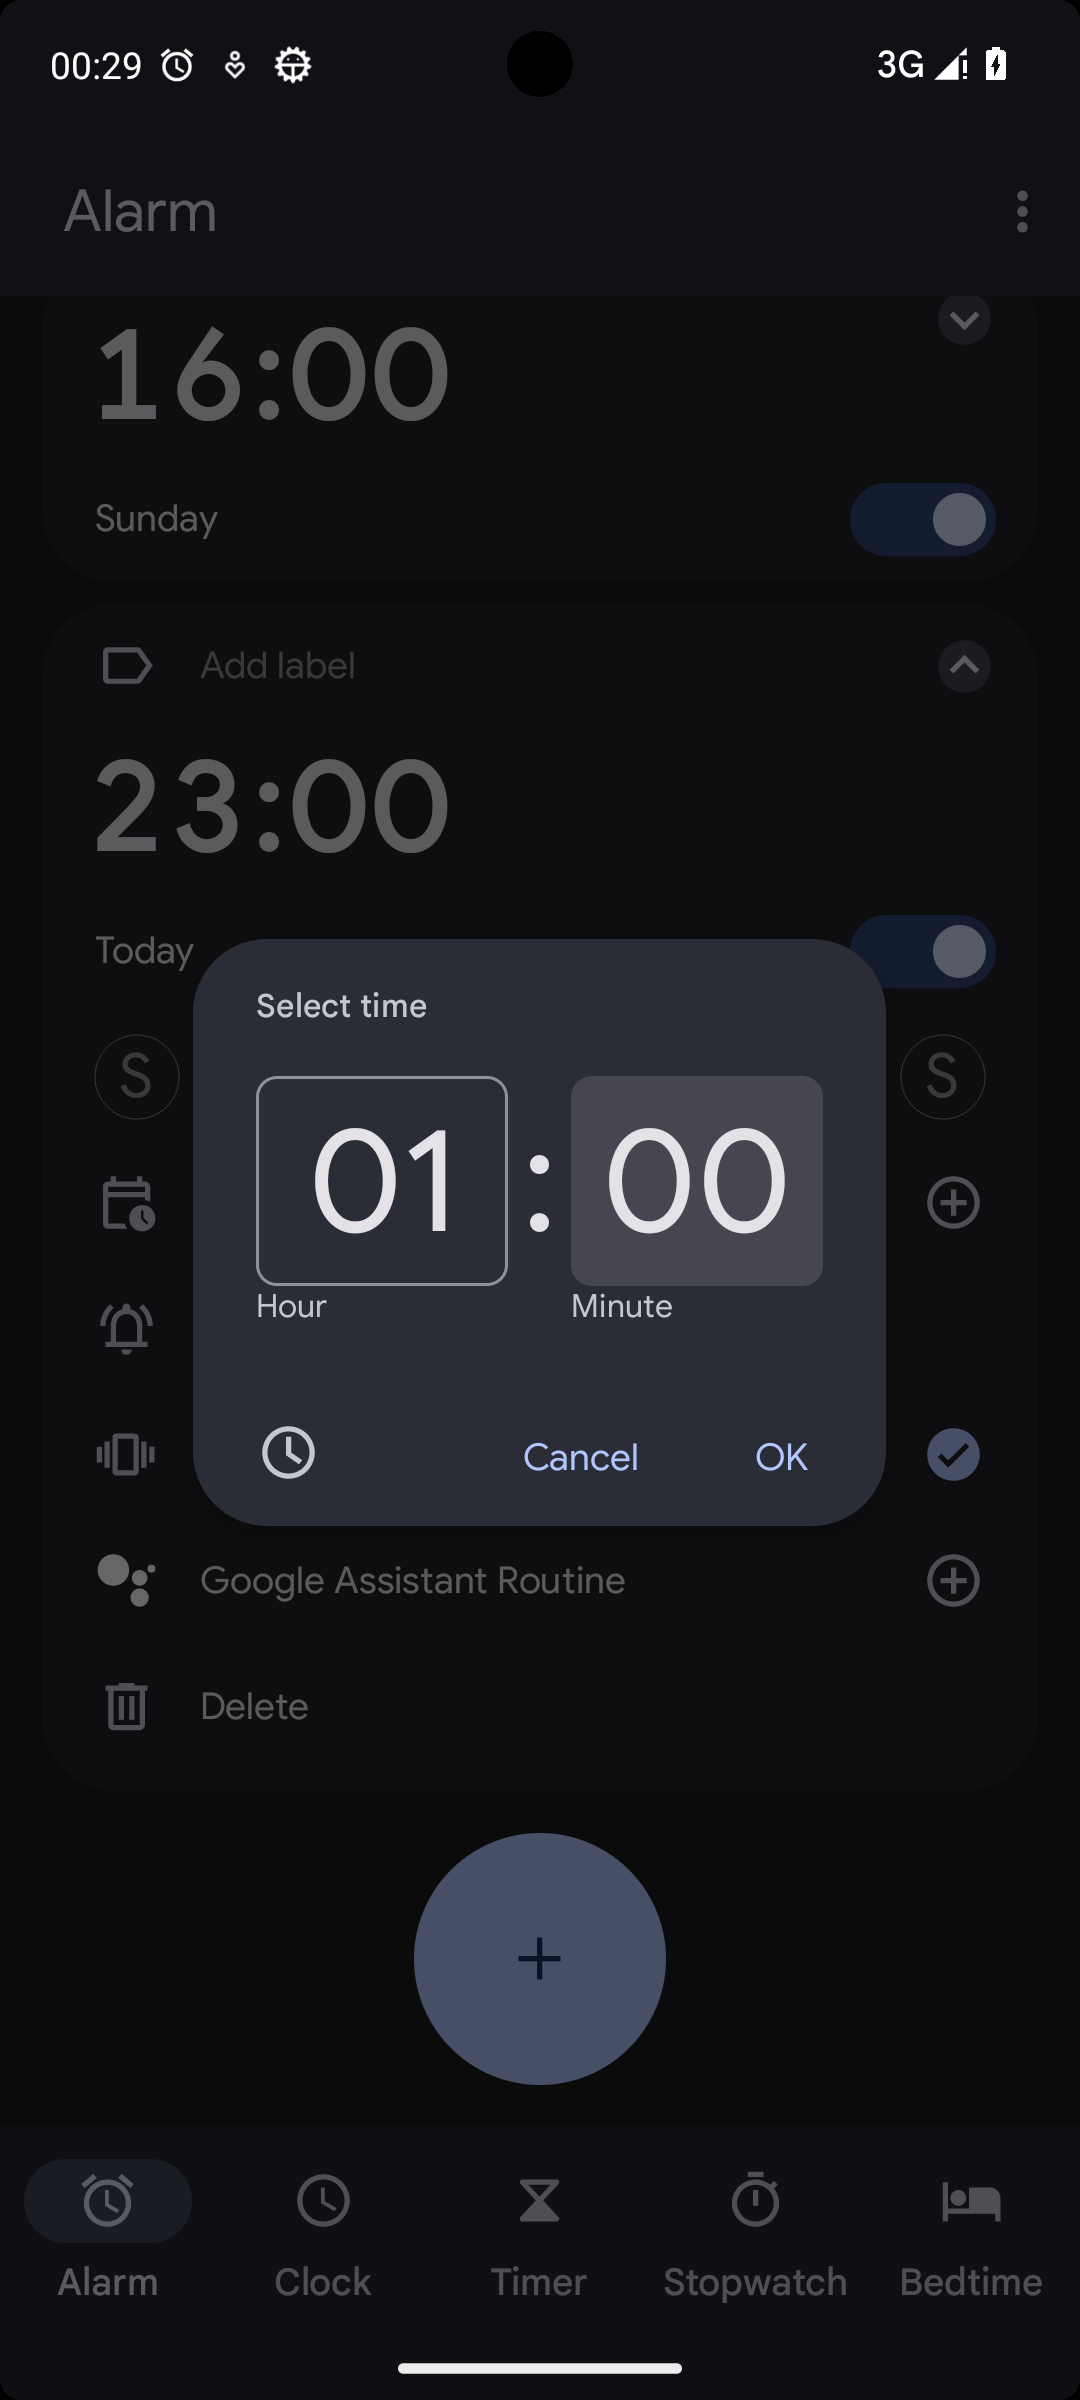 00:29
3G
Alarm
16:00
Sunday
Add label
23:00
Today
Select time
S
S
01:00
Hour
Minute
Cancel
OK
Google Assistant Routine
Delete
Alarm
Clock
Timer
Stopwatch
Bedtime